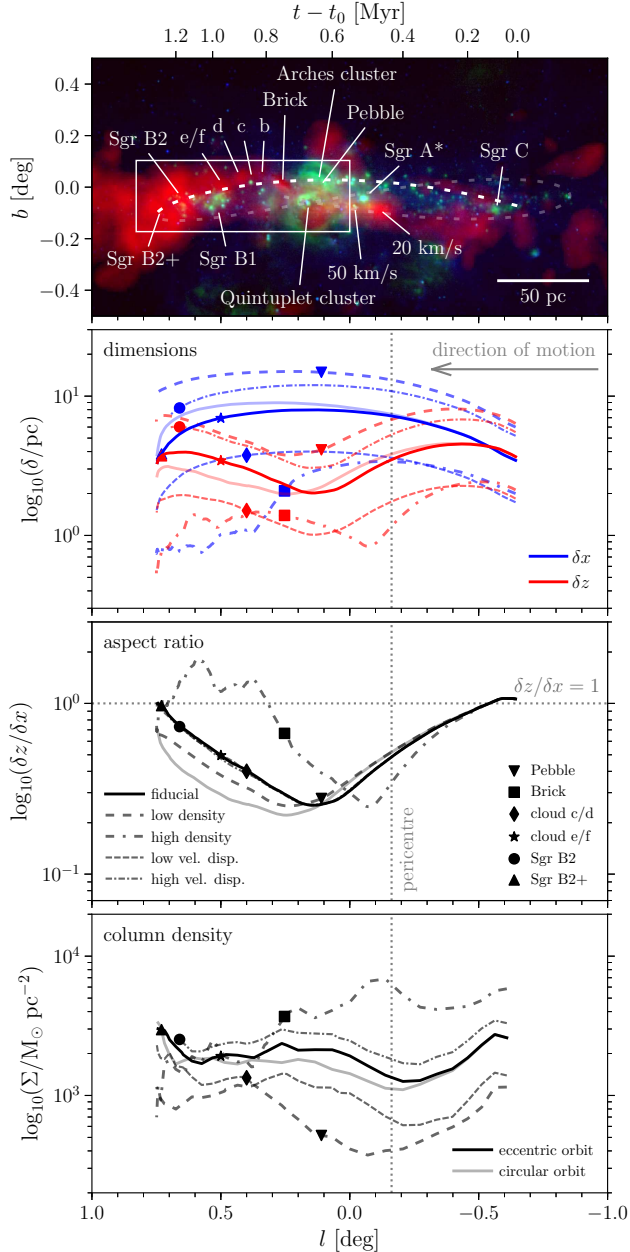 t − t₀ [Myr]
1.2 1.0 0.8 0.6 0.4 0.2 0.0
b [deg]
0.4
0.2
0.0
−0.2
−0.4
Arches cluster
Brick
Pebble
d
c
b
Sgr B2
e/f
Sgr A*
Sgr C
Sgr B2+
Sgr B1
20 km/s
50 km/s
50 pc
Quintuplet cluster
dimensions
direction of motion
log₁₀(δ/pc)
10¹
10⁰
δx
δz
aspect ratio
δz/δx = 1
log₁₀(δz/δx)
10⁰
10⁻¹
fiducial
low density
high density
low vel. disp.
high vel. disp.
pericentre
Pebble
Brick
cloud c/d
cloud e/f
Sgr B2
Sgr B2+
column density
log₁₀(Σ/M⊙ pc⁻²)
10⁴
10³
eccentric orbit
circular orbit
1.0 0.5 0.0 −0.5 −1.0
l [deg]